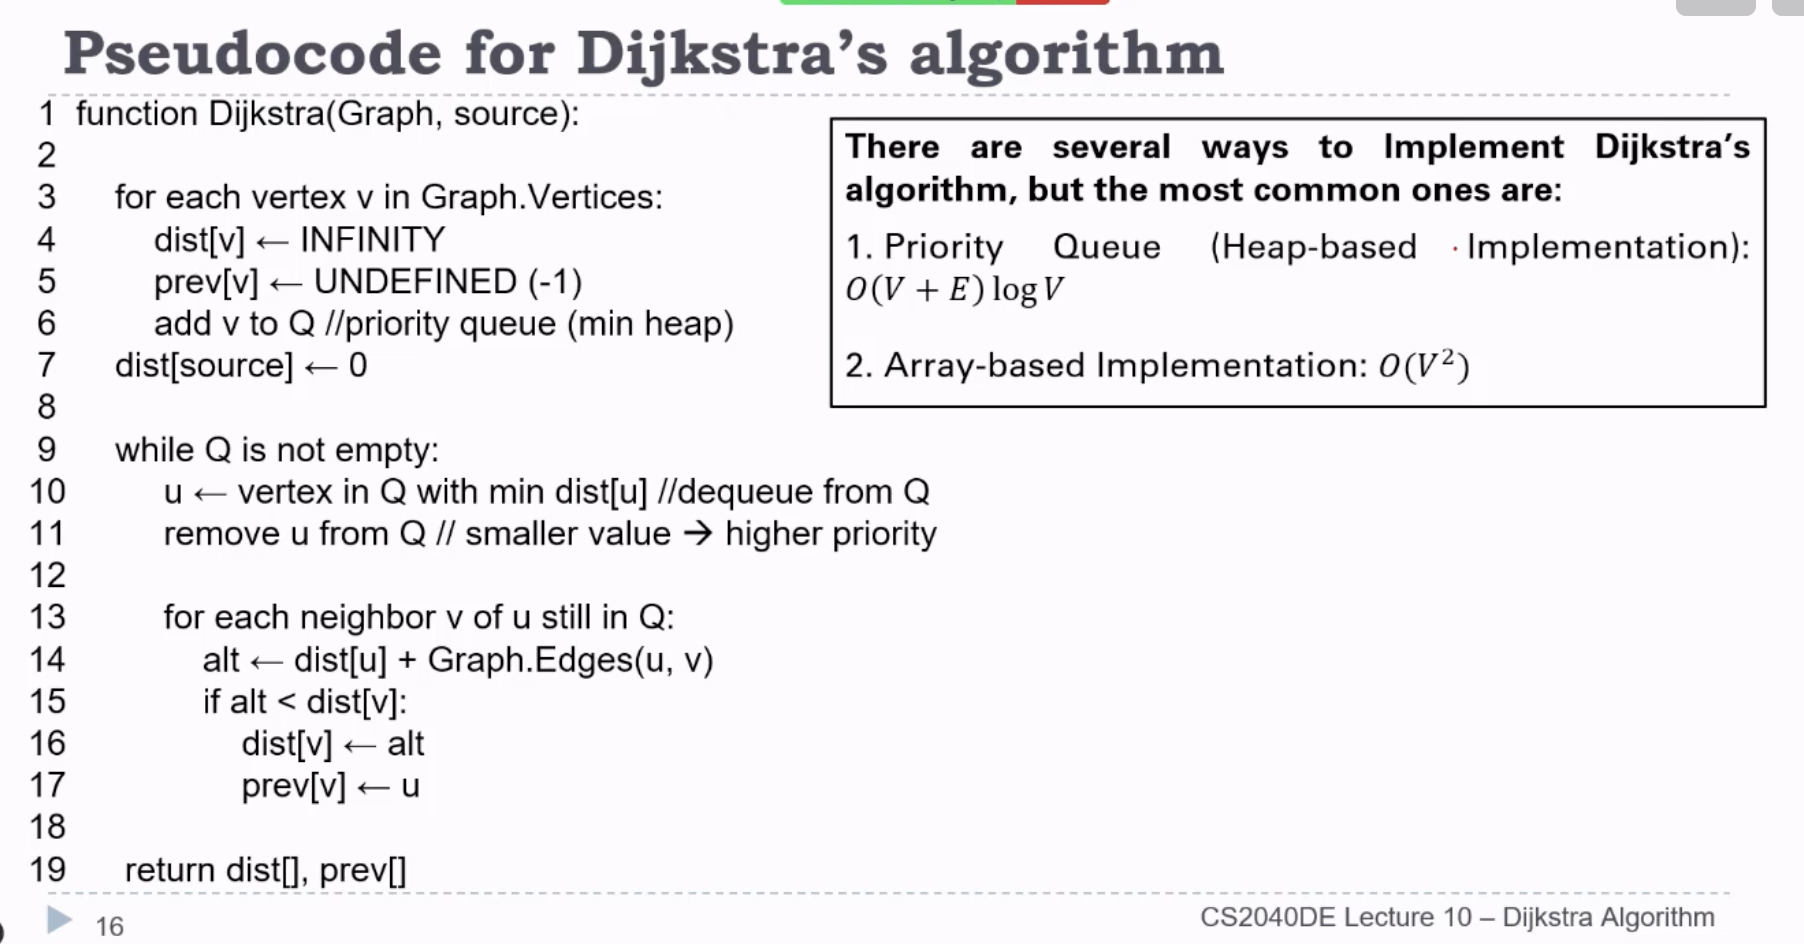 Pseudocode for Dijkstra’s algorithm
1 function Dijkstra(Graph, source):
2
3 for each vertex v in Graph.Vertices:
4 dist[v] ← INFINITY
5 prev[v] ← UNDEFINED (-1)
6 add v to Q //priority queue (min heap)
7 dist[source] ← 0
8
9 while Q is not empty:
10 u ← vertex in Q with min dist[u] //dequeue from Q
11 remove u from Q // smaller value → higher priority
12
13 for each neighbor v of u still in Q:
14 alt ← dist[u] + Graph.Edges(u, v)
15 if alt < dist[v]:
16 dist[v] ← alt
17 prev[v] ← u
18
19 return dist[], prev[]
There are several ways to Implement Dijkstra’s
algorithm, but the most common ones are:
1. Priority Queue (Heap-based Implementation):
O(V + E) log V
2. Array-based Implementation: O(V²)
16
CS2040DE Lecture 10 – Dijkstra Algorithm